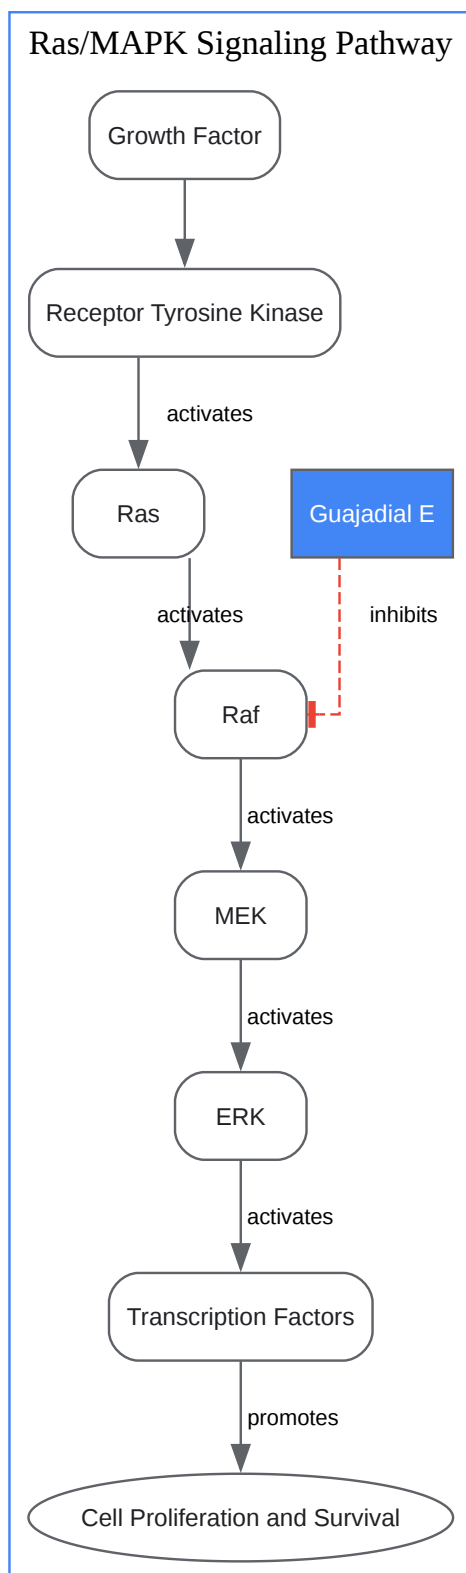 Ras/MAPK Signaling Pathway
Growth Factor
Receptor Tyrosine Kinase
activates
Ras
Guajadial E
activates
inhibits
Raf
activates
MEK
activates
ERK
activates
Transcription Factors
promotes
Cell Proliferation and Survival